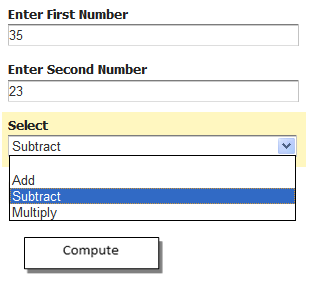 Enter First Number
35
Enter Second Number
23
Select
Subtract
Add
Subtract
Multiply
Compute